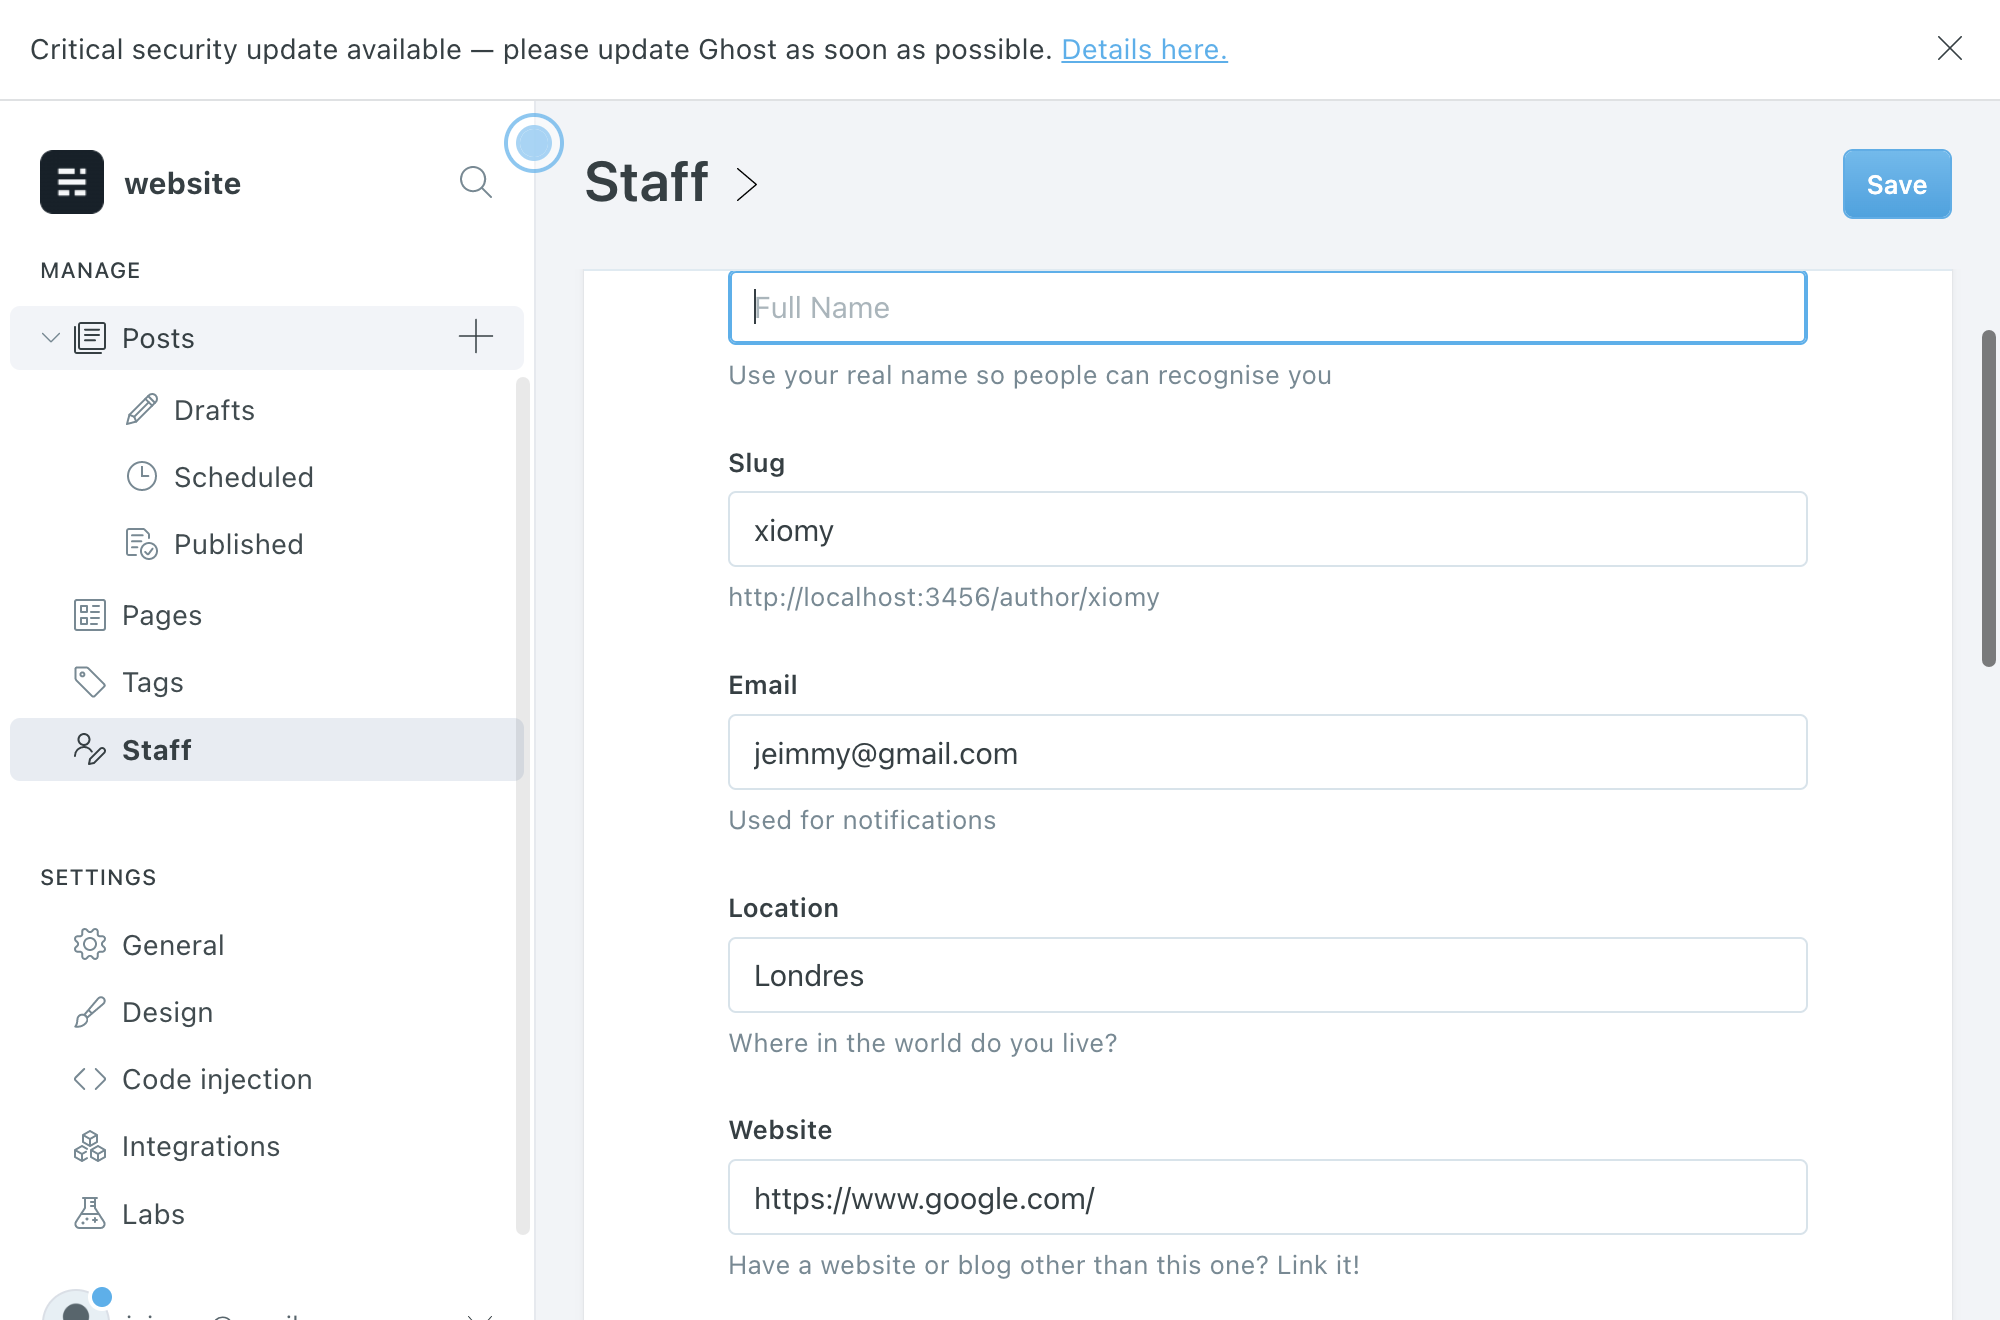 Critical security update available — please update Ghost as soon as possible. Details here.
website
MANAGE
Posts
Drafts
Scheduled
Published
Pages
Tags
Staff
SETTINGS
General
Design
Code injection
Integrations
Labs
Staff
Save
Full Name
Use your real name so people can recognise you
Slug
xiomy
http://localhost:3456/author/xiomy
Email
jeimmy@gmail.com
Used for notifications
Location
Londres
Where in the world do you live?
Website
https://www.google.com/
Have a website or blog other than this one? Link it!